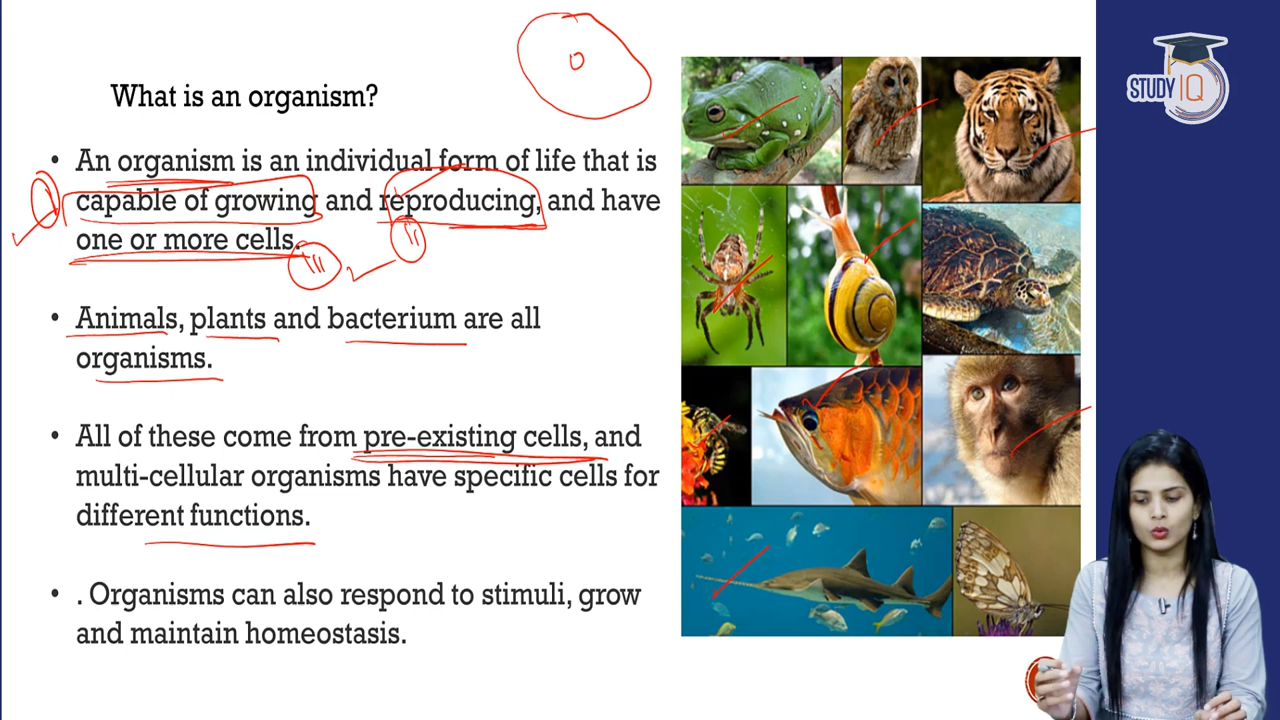 What is an organism?
• An organism is an individual form of life that is
capable of growing and reproducing, and have
one or more cells.
I
II
III
• Animals, plants and bacterium are all
organisms.
• All of these come from pre-existing cells, and
multi-cellular organisms have specific cells for
different functions.
• . Organisms can also respond to stimuli, grow
and maintain homeostasis.
STUDY IQ